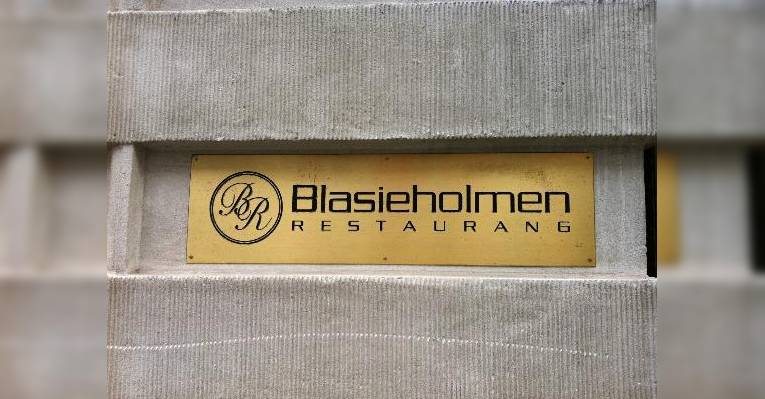 BR
Blasieholmen
RESTAURANG